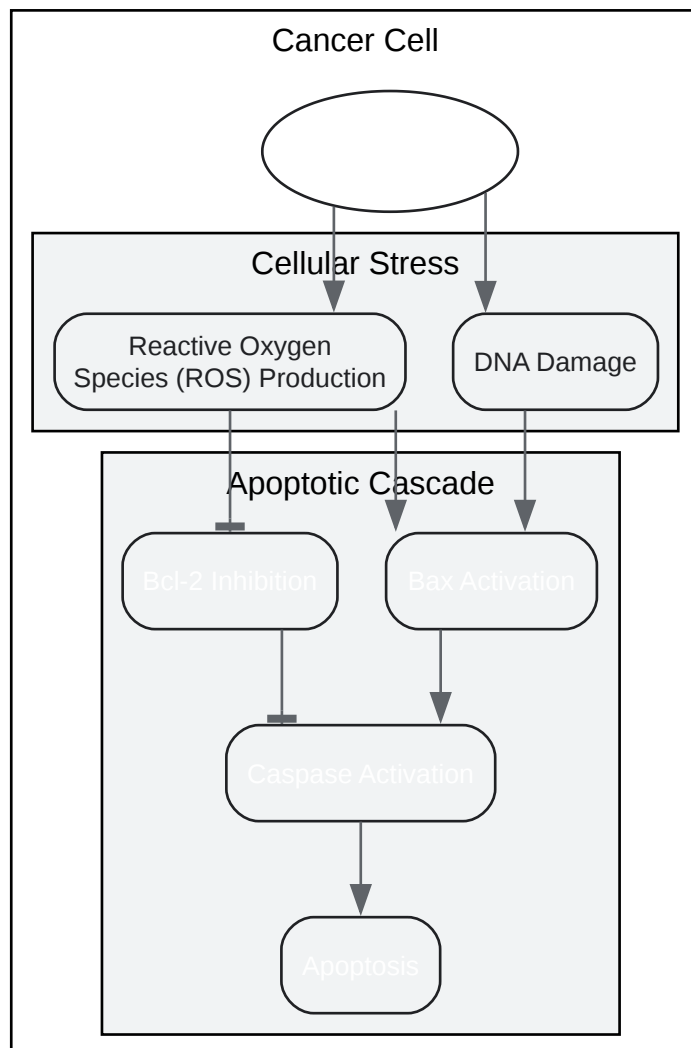 Cancer Cell
Cellular Stress
Reactive Oxygen
Species (ROS) Production
DNA Damage
Apoptotic Cascade
Bcl-2 Inhibition
Bax Activation
Caspase Activation
Apoptosis